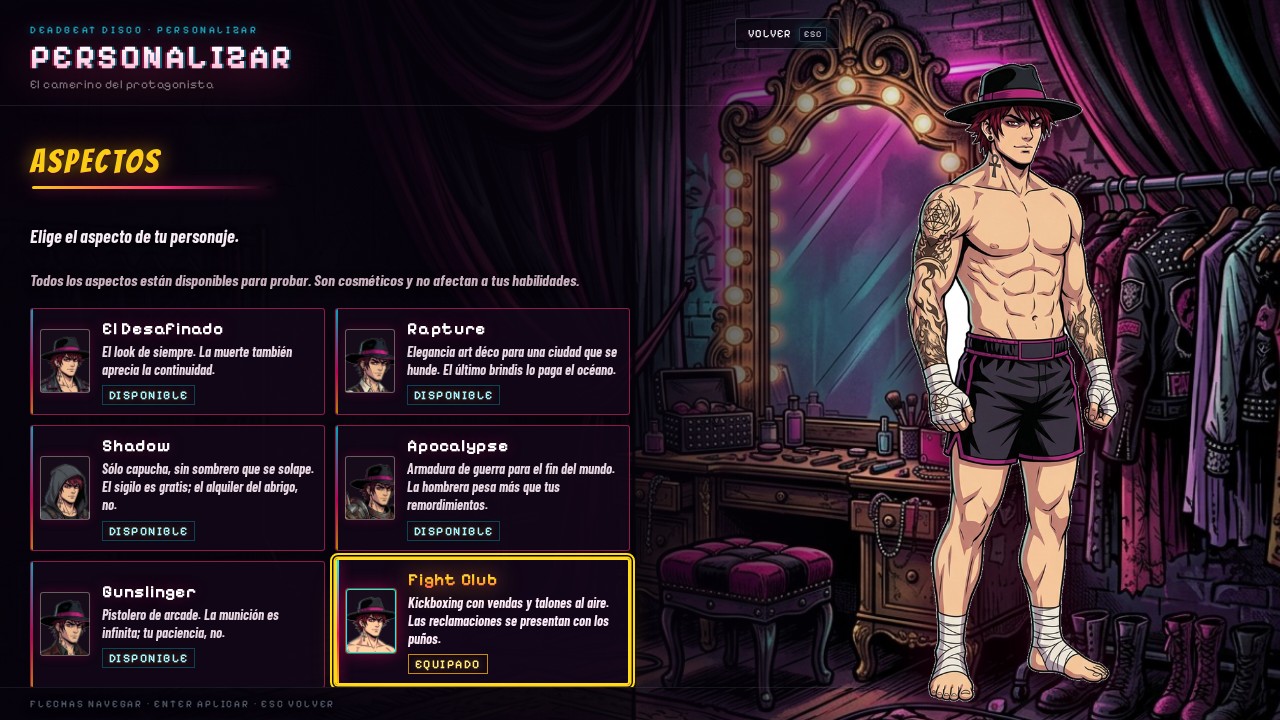 DEADBEAT DISCO · PERSONALIZAR
PERSONALIZAR
El camerino del protagonista
VOLVER ESC
ASPECTOS
Elige el aspecto de tu personaje.
Todos los aspectos están disponibles para probar. Son cosméticos y no afectan a tus habilidades.
El Desafinado
El look de siempre. La muerte también
aprecia la continuidad.
DISPONIBLE
Rapture
Elegancia art déco para una ciudad que se
hunde. El último brindis lo paga el océano.
DISPONIBLE
Shadow
Sólo capucha, sin sombrero que se solape.
El sigilo es gratis; el alquiler del abrigo,
no.
DISPONIBLE
Apocalypse
Armadura de guerra para el fin del mundo.
La hombrera pesa más que tus
remordimientos.
DISPONIBLE
Gunslinger
Pistolero de arcade. La munición es
infinita; tu paciencia, no.
DISPONIBLE
Fight Club
Kickboxing con vendas y talones al aire.
Las reclamaciones se presentan con los
puños.
EQUIPADO
FLECHAS NAVEGAR · ENTER APLICAR · ESC VOLVER